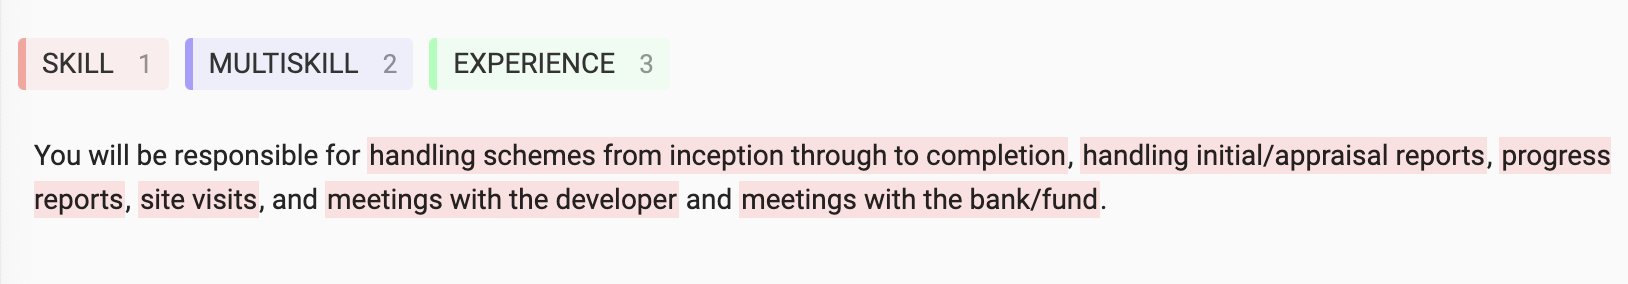 SKILL 1 MULTISKILL 2 EXPERIENCE 3
You will be responsible for handling schemes from inception through to completion, handling initial/appraisal reports, progress
reports, site visits, and meetings with the developer and meetings with the bank/fund.